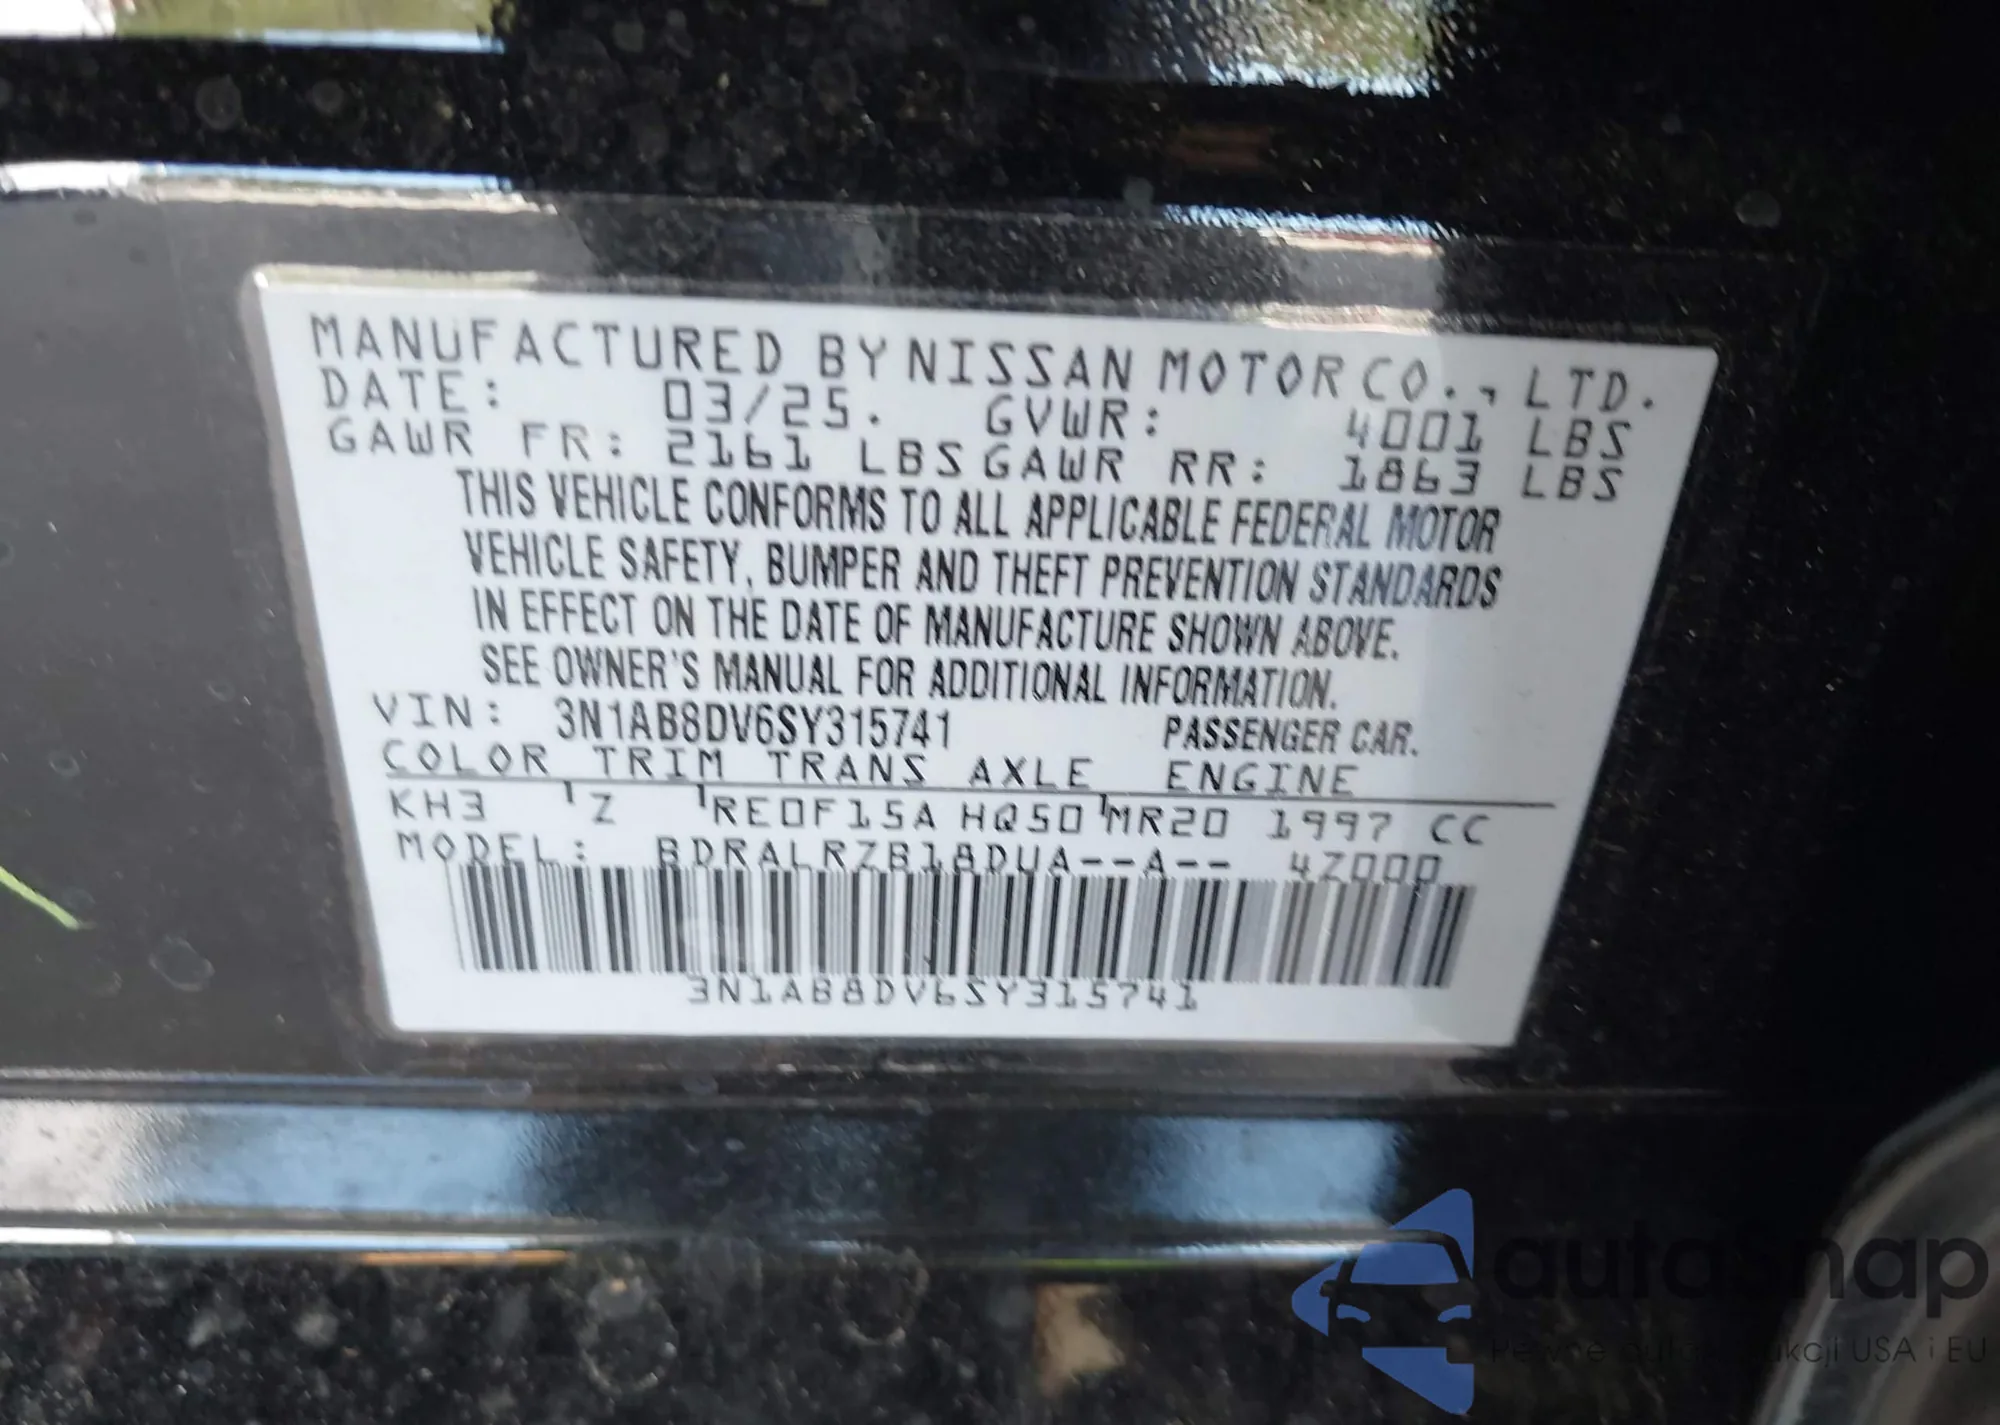 MANUFACTURED BY NISSAN MOTOR CO., LTD.
DATE: 03/25. GVWR: 4001 LBS
GAWR FR: 2161 LBS GAWR RR: 1863 LBS
THIS VEHICLE CONFORMS TO ALL APPLICABLE FEDERAL MOTOR
VEHICLE SAFETY, BUMPER AND THEFT PREVENTION STANDARDS
IN EFFECT ON THE DATE OF MANUFACTURE SHOWN ABOVE.
SEE OWNER'S MANUAL FOR ADDITIONAL INFORMATION.
VIN: 3N1AB8DV6SY315741 PASSENGER CAR.
COLOR TRIM TRANS AXLE ENGINE
KH3 Z RE0F15A HQ50 MR20 1997 CC
MODEL: BDRALRZB18DUA--A-- 4Z000
3N1AB8DV6SY315741
autosnap
USA i EU